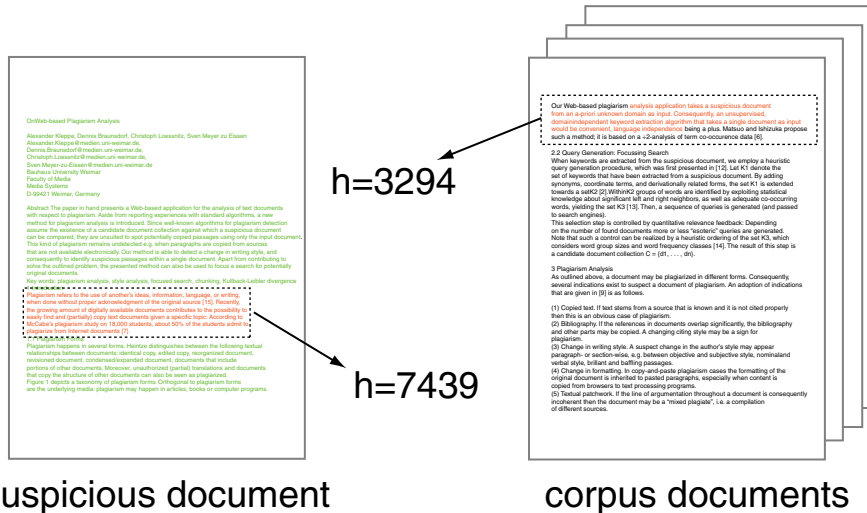 OnWeb-based Plagiarism Analysis
Alexander Kleppe, Dennis Braunsdorf, Christoph Loessnitz, Sven Meyer zu Eissen
Alexander.Kleppe@medien.uni-weimar.de,
Dennis.Braunsdorf@medien.uni-weimar.de,
Christoph.Loessnitz@medien.uni-weimar.de,
Sven.Meyer-zu-Eissen@medien.uni-weimar.de
Bauhaus University Weimar
Faculty of Media
Media Systems
D-99421 Weimar, Germany
Abstract The paper in hand presents a Web-based application for the analysis of text documents
with respect to plagiarism. Aside from reporting experiences with standard algorithms, a new
method for plagiarism analysis is introduced. Since well-known algorithms for plagiarism detection
assume the existence of a candidate document collection against which a suspicious document
can be compared, they are unsuited to spot potentially copied passages using only the input document.
This kind of plagiarism remains undetected e.g. when paragraphs are copied from sources
that are not available electronically. Our method is able to detect a change in writing style, and
consequently to identify suspicious passages within a single document. Apart from contributing to
solve the outlined problem, the presented method can also be used to focus a search for potentially
original documents.
Key words: plagiarism analysis, style analysis, focused search, chunking, Kullback-Leibler divergence
Plagiarism refers to the use of another's ideas, information, language, or writing,
when done without proper acknowledgment of the original source [15]. Recently,
the growing amount of digitally available documents contributes to the possibility to
easily find and (partially) copy text documents given a specific topic: According to
McCabe's plagiarism study on 18,000 students, about 50% of the students admit to
plagiarize from Internet documents [7].
Plagiarism happens in several forms. Heintze distinguishes between the following textual
relationships between documents: identical copy, edited copy, reorganized document,
revisioned document, condensed/expanded document, documents that include
portions of other documents. Moreover, unauthorized (partial) translations and documents
that copy the structure of other documents can also be seen as plagiarized.
Figure 1 depicts a taxonomy of plagiarism forms. Orthogonal to plagiarism forms
are the underlying media: plagiarism may happen in articles, books or computer programs.
uspicious document
h=3294
h=7439
Our Web-based plagiarism analysis application takes a suspicious document
from an a-priori unknown domain as input. Consequently, an unsupervised,
domainindependent keyword extraction algorithm that takes a single document as input
would be convenient, language independence being a plus. Matsuo and Ishizuka propose
such a method; it is based on a ÷2-analysis of term co-occurence data [6].
2.2 Query Generation: Focussing Search
When keywords are extracted from the suspicious document, we employ a heuristic
query generation procedure, which was first presented in [12]. Let K1 denote the
set of keywords that have been extracted from a suspicious document. By adding
synonyms, coordinate terms, and derivationally related forms, the set K1 is extended
towards a setK2 [2].WithinK2 groups of words are identified by exploiting statistical
knowledge about significant left and right neighbors, as well as adequate co-occurring
words, yielding the set K3 [13]. Then, a sequence of queries is generated (and passed
to search engines).
This selection step is controlled by quantitative relevance feedback: Depending
on the number of found documents more or less "esoteric" queries are generated.
Note that such a control can be realized by a heuristic ordering of the set K3, which
considers word group sizes and word frequency classes [14]. The result of this step is
a candidate document collection C = {d1, . . . , dn}.
3 Plagiarism Analysis
As outlined above, a document may be plagiarized in different forms. Consequently,
several indications exist to suspect a document of plagiarism. An adoption of indications
that are given in [9] is as follows.
(1) Copied text. If text stems from a source that is known and it is not cited properly
then this is an obvious case of plagiarism.
(2) Bibliography. If the references in documents overlap significantly, the bibliography
and other parts may be copied. A changing citing style may be a sign for
plagiarism.
(3) Change in writing style. A suspect change in the author's style may appear
paragraph- or section-wise, e.g. between objective and subjective style, nominaland
verbal style, brillant and baffling passages.
(4) Change in formatting. In copy-and-paste plagiarism cases the formatting of the
original document is inherited to pasted paragraphs, especially when content is
copied from browsers to text processing programs.
(5) Textual patchwork. If the line of argumentation throughout a document is consequently
incoherent then the document may be a "mixed plagiate", i.e. a compilation
of different sources.
corpus documents